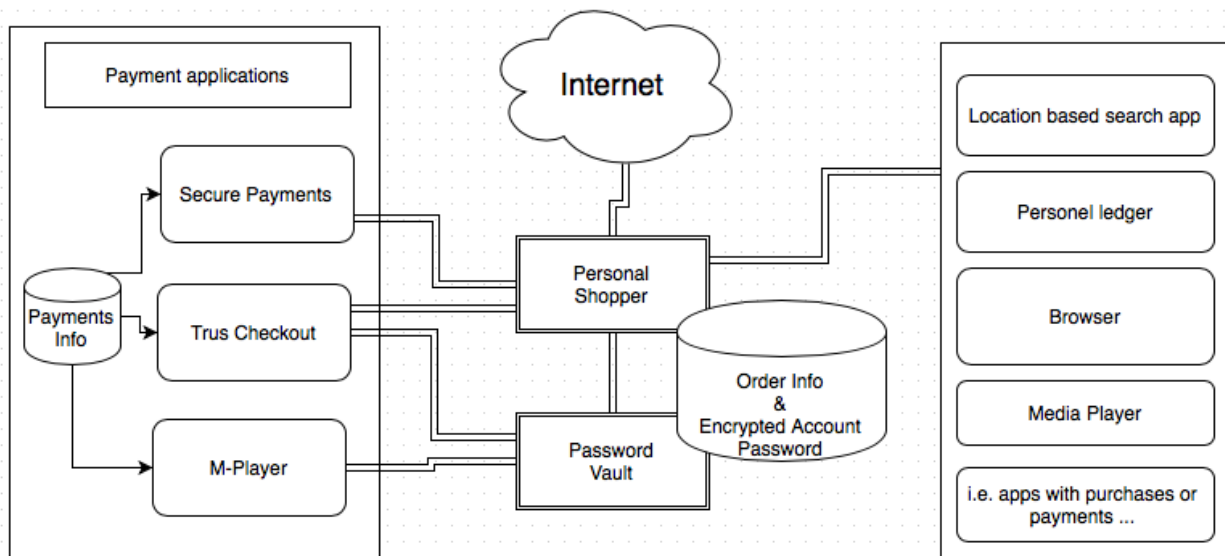 Payment applications
Internet
Location based search app
Secure Payments
Personel ledger
Personal
Shopper
Payments
Info
Trus Checkout
Browser
Order Info
&
Encrypted Account
Password
Media Player
M-Player
Password
Vault
i.e. apps with purchases or
payments ...